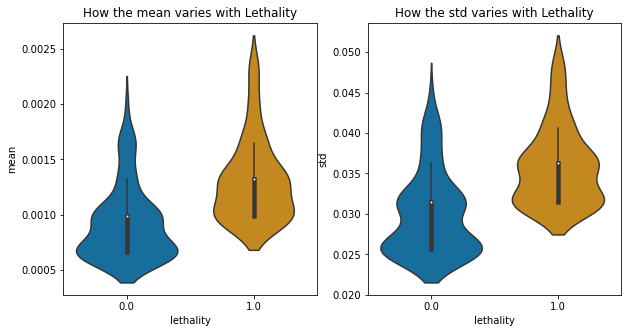 How the mean varies with Lethality
mean
0.0025
0.0020
0.0015
0.0010
0.0005
0.0
1.0
lethality
How the std varies with Lethality
std
0.050
0.045
0.040
0.035
0.030
0.025
0.020
0.0
1.0
lethality